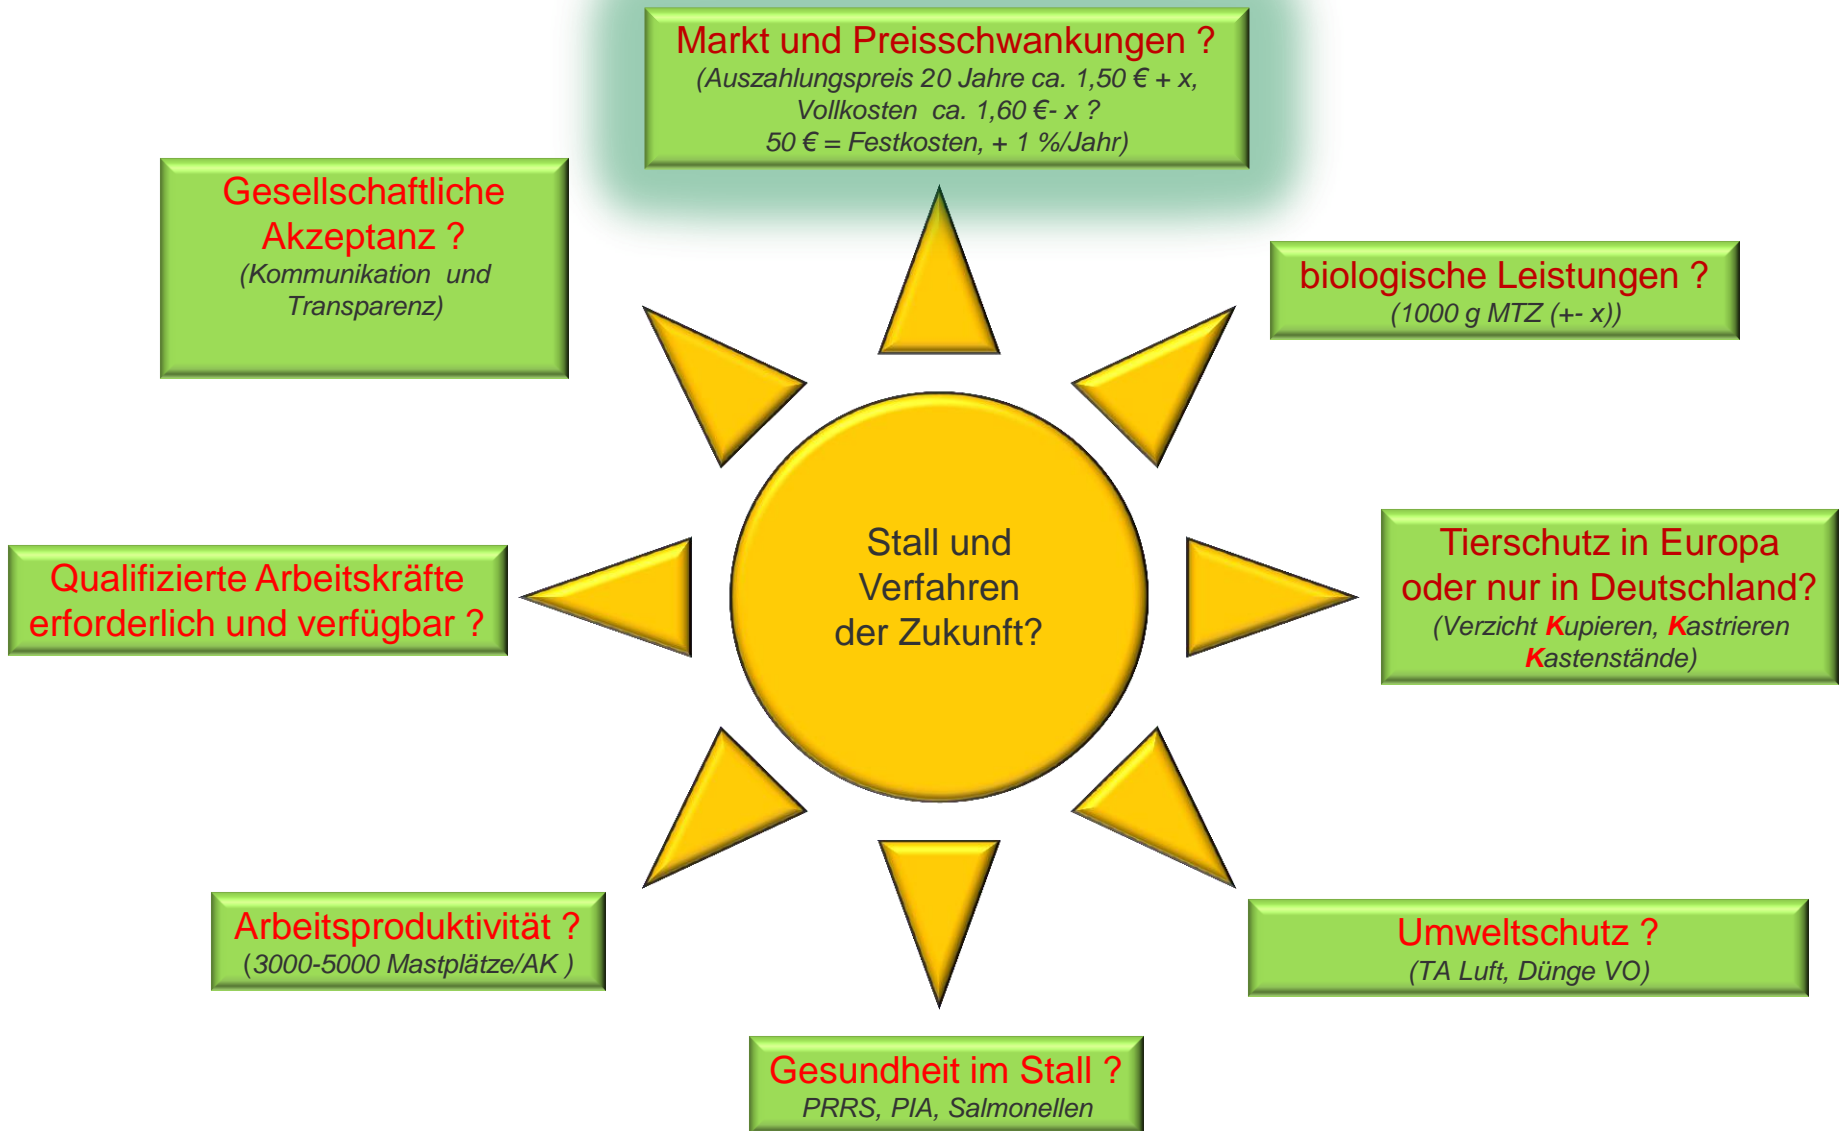 Markt und Preisschwankungen ?
(Auszahlungspreis 20 Jahre ca. 1,50 € + x,
Vollkosten  ca. 1,60 €- x ?
50 € = Festkosten, + 1 %/Jahr)
Gesellschaftliche
Akzeptanz ?
(Kommunikation  und
Transparenz)
biologische Leistungen ?
(1000 g MTZ (+- x))
Stall und
Verfahren
der Zukunft?
Qualifizierte Arbeitskräfte
erforderlich und verfügbar ?
Tierschutz in Europa
oder nur in Deutschland?
(Verzicht Kupieren, Kastrieren
Kastenstände)
Arbeitsproduktivität ?
(3000-5000 Mastplätze/AK )
Umweltschutz ?
(TA Luft, Dünge VO)
Gesundheit im Stall ?
PRRS, PIA, Salmonellen